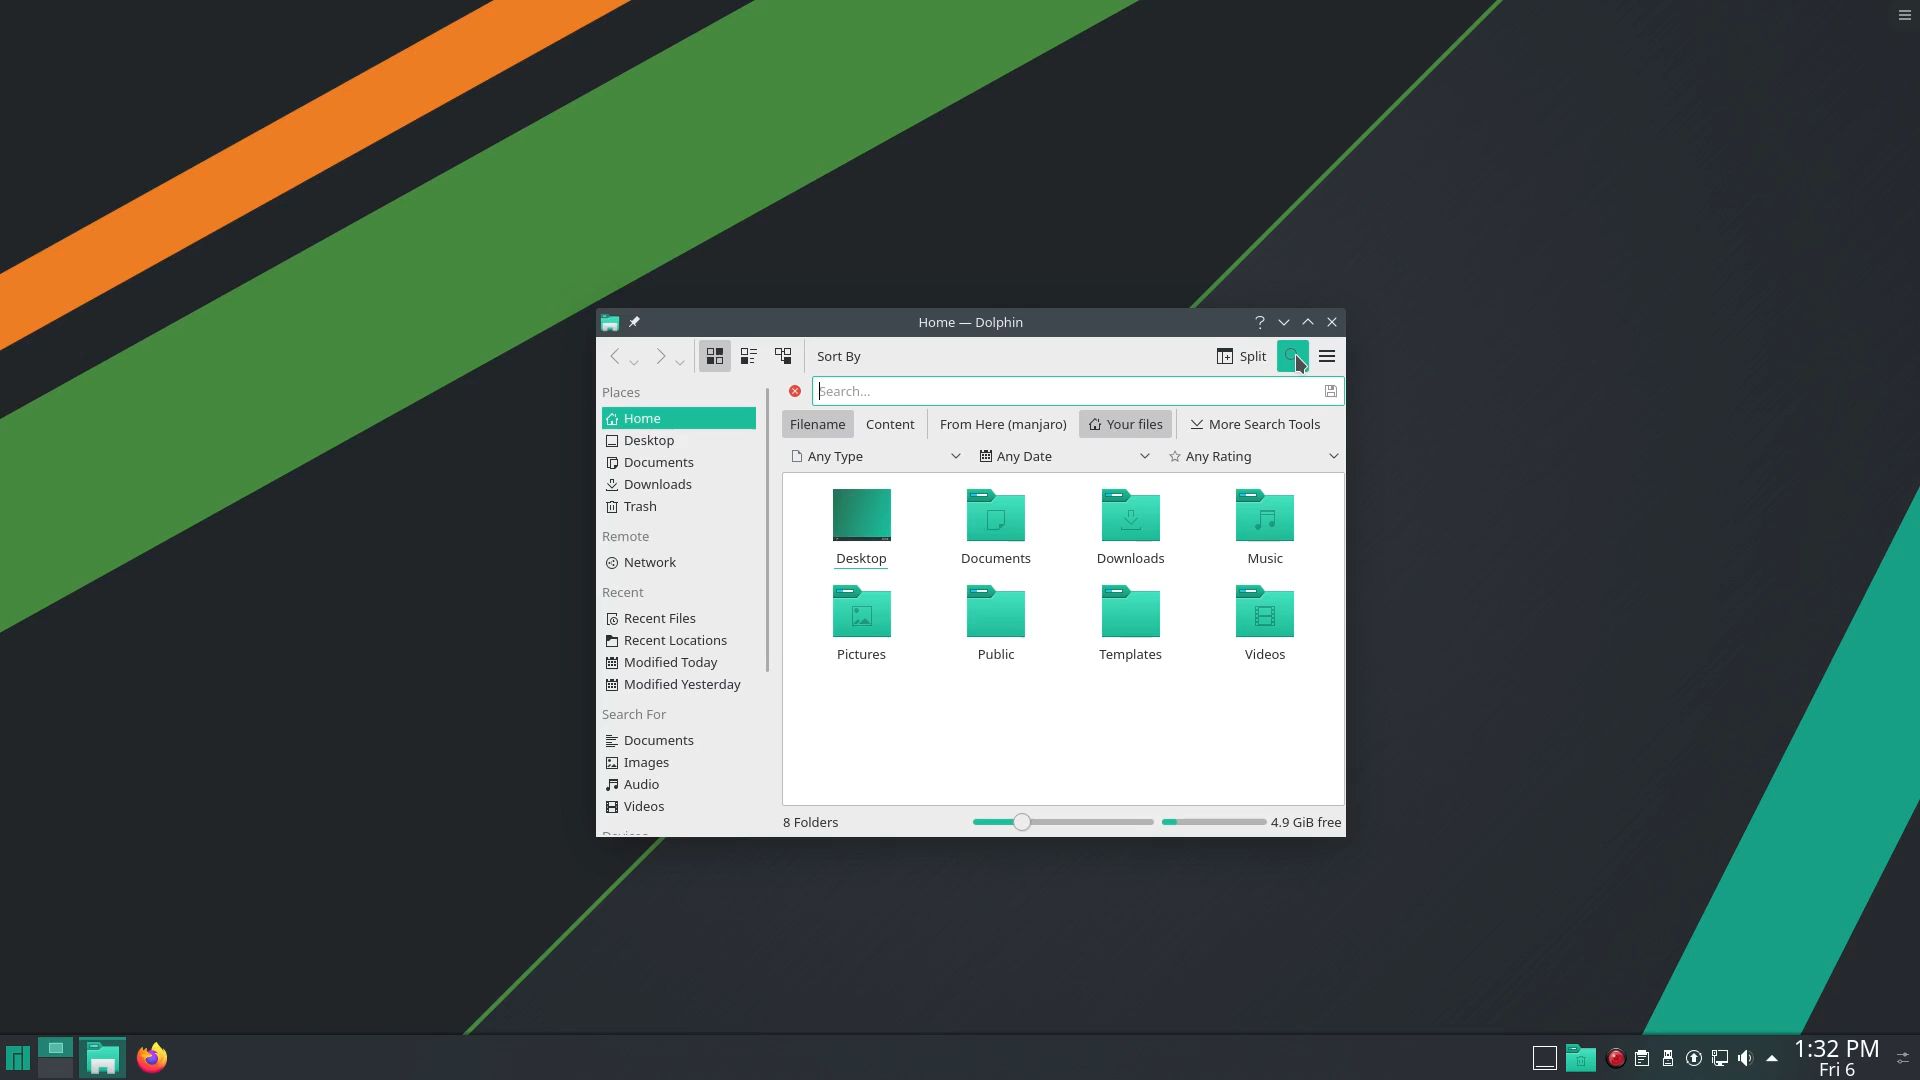 Home — Dolphin
Sort By
Split
Places
Search...
Home
Filename
Content
From Here (manjaro)
Your files
More Search Tools
Desktop
Any Type
Any Date
Any Rating
Documents
Downloads
Trash
Remote
Network
Recent
Recent Files
Recent Locations
Modified Today
Modified Yesterday
Search For
Documents
Images
Audio
Videos
Desktop
Documents
Downloads
Music
Pictures
Public
Templates
Videos
8 Folders
4.9 GiB free
1:32 PM
Fri 6